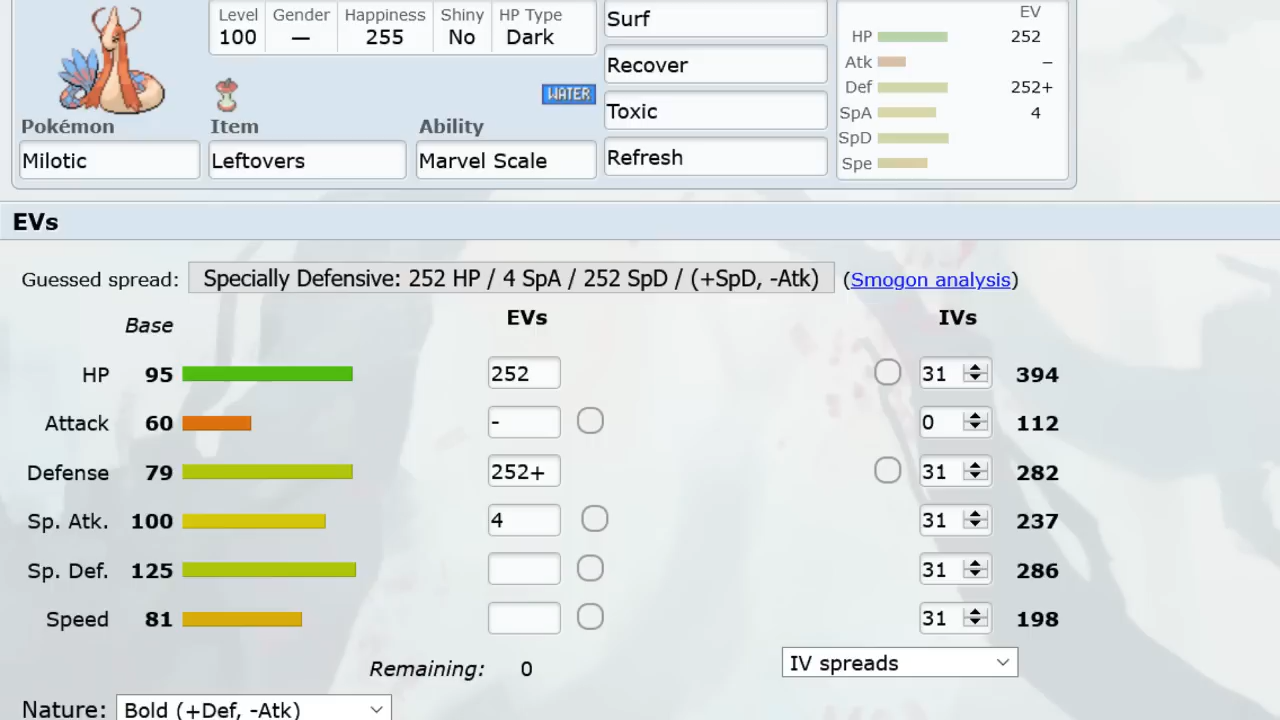 Level Gender Happiness Shiny HP Type
100 — 255 No Dark
WATER
Pokémon Item Ability
Milotic Leftovers Marvel Scale
Surf
Recover
Toxic
Refresh
EV
HP 252
Atk –
Def 252+
SpA 4
SpD
Spe
EVs
Guessed spread: Specially Defensive: 252 HP / 4 SpA / 252 SpD / (+SpD, -Atk) (Smogon analysis)
Base EVs IVs
HP 95 252 31 394
Attack 60 - 0 112
Defense 79 252+ 31 282
Sp. Atk. 100 4 31 237
Sp. Def. 125 31 286
Speed 81 31 198
Remaining: 0 IV spreads
Nature: Bold (+Def, -Atk)